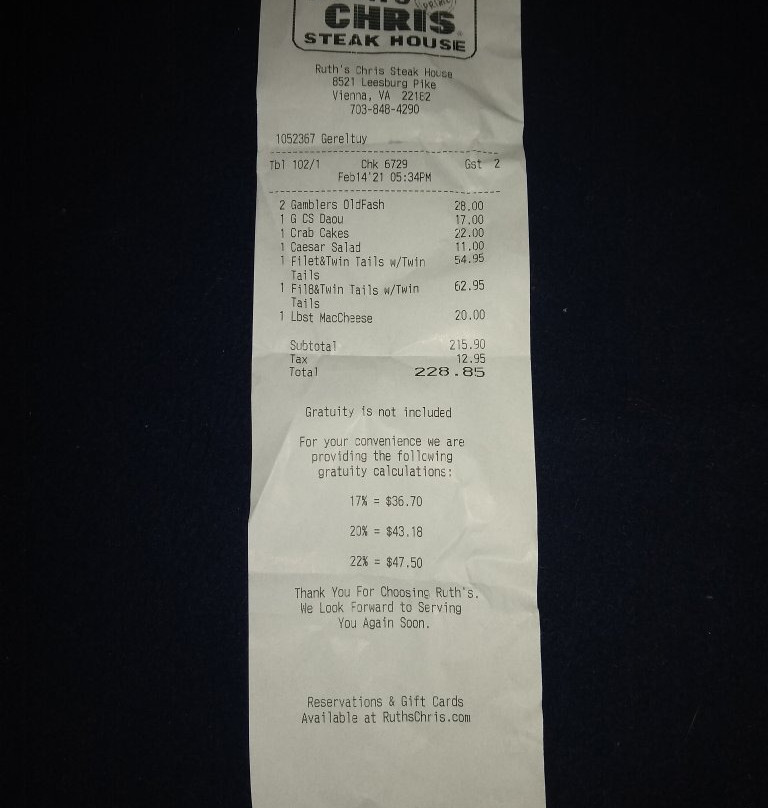 CHRIS
STEAK HOUSE
Ruth's Chris Steak House
8521 Leesburg Pike
Vienna, VA 22182
703-848-4290
1052367 Gereltuy
Tbl 102/1 Chk 6729 Gst 2
Feb14'21 05:34PM
2 Gamblers OldFash 28.00
1 G CS Daou 17.00
1 Crab Cakes 22.00
1 Caesar Salad 11.00
1 Filet&Twin Tails w/Twin 54.95
Tails
1 Fil8&Twin Tails w/Twin 62.95
Tails
1 Lbst MacCheese 20.00
Subtotal 215.90
Tax 12.95
Total 228.85
Gratuity is not included
For your convenience we are
providing the following
gratuity calculations:
17% = $36.70
20% = $43.18
22% = $47.50
Thank You For Choosing Ruth's.
We Look Forward to Serving
You Again Soon.
Reservations & Gift Cards
Available at RuthsChris.com